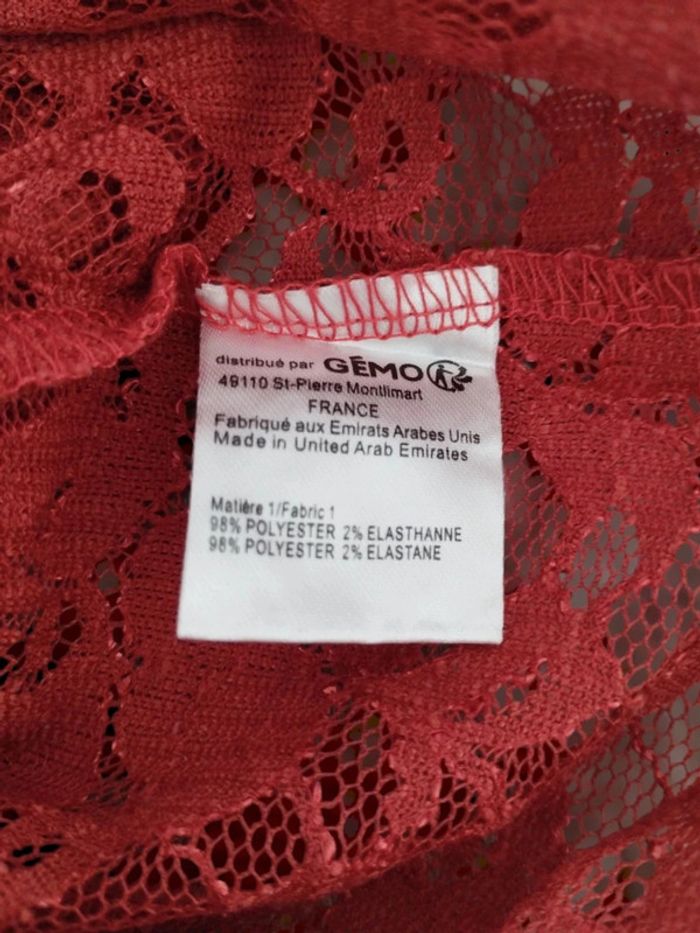 distribué par GÉMO
49110 St-Pierre Montlimart
FRANCE
Fabriqué aux Emirats Arabes Unis
Made in United Arab Emirates
Matière 1/Fabric 1
98% POLYESTER 2% ELASTHANNE
98% POLYESTER 2% ELASTANE